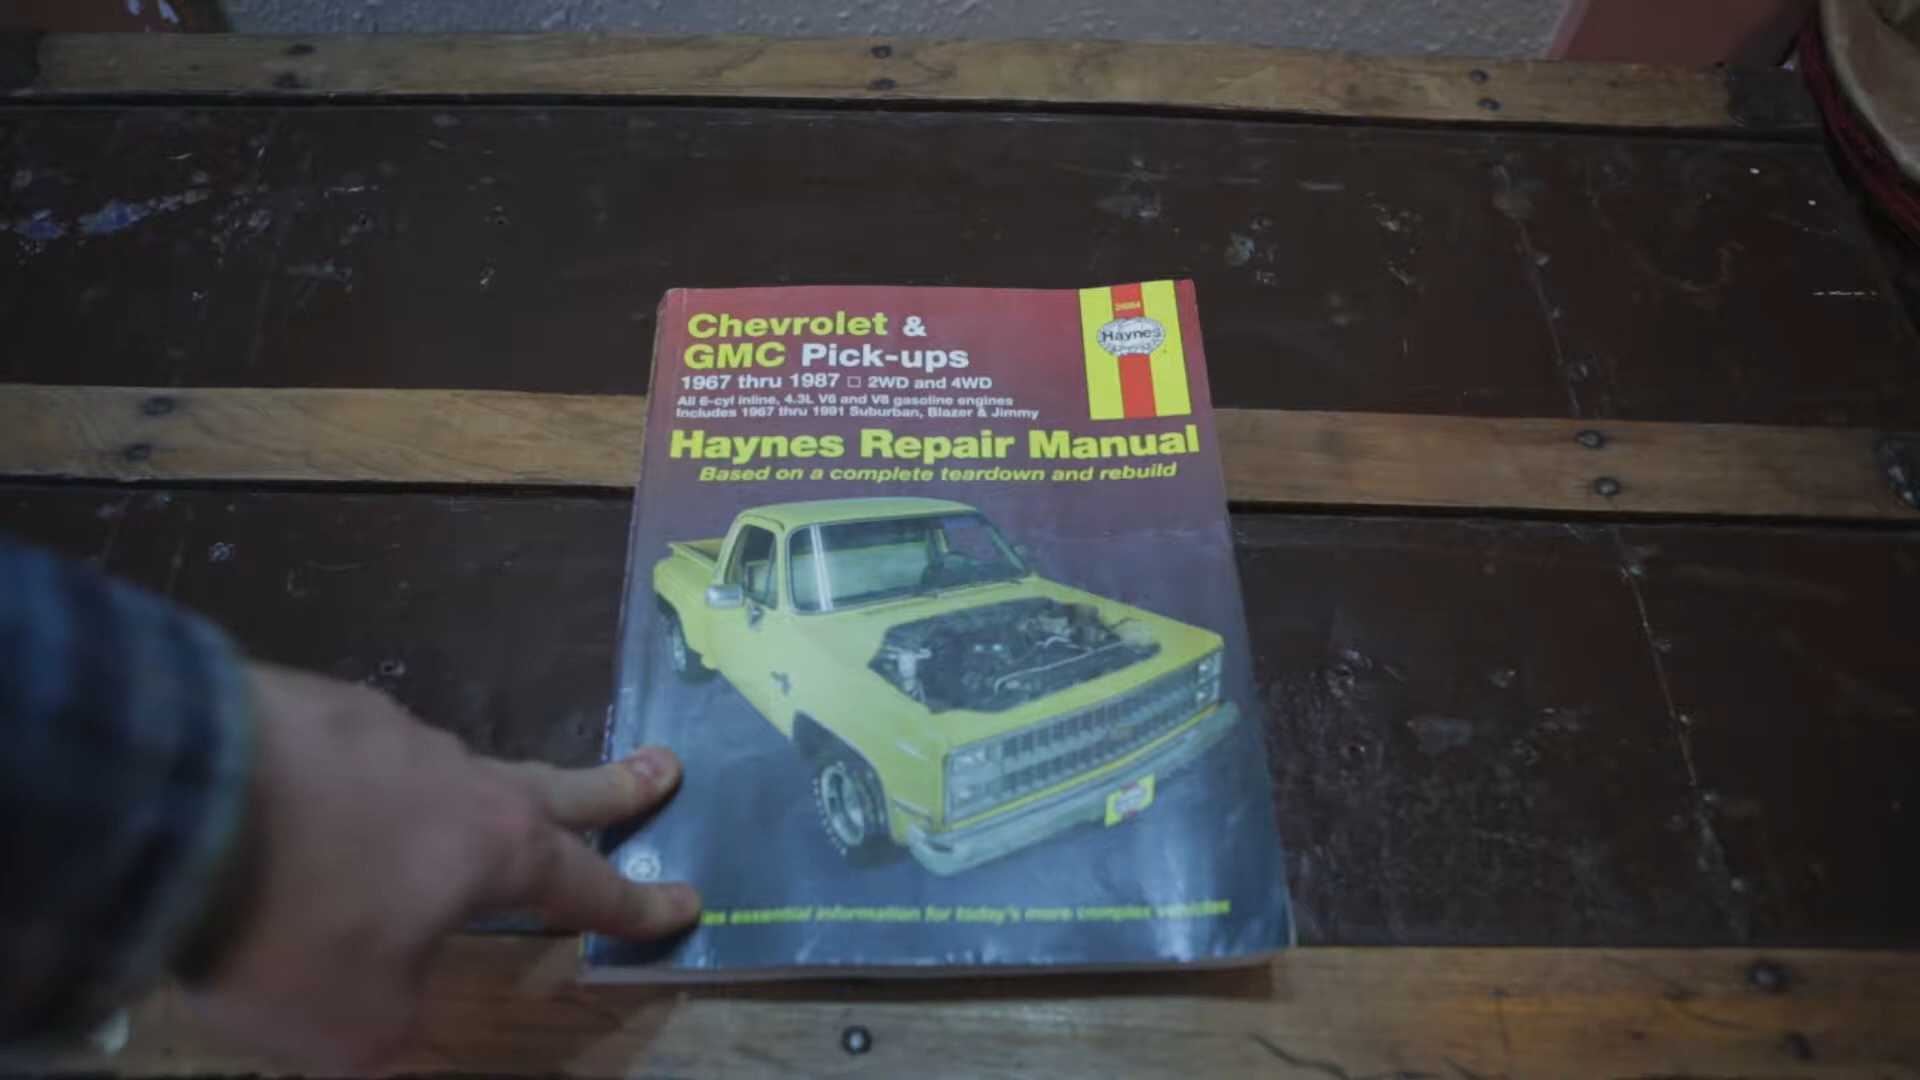 Chevrolet &
GMC Pick-ups
1967 thru 1987 □ 2WD and 4WD
All 6-cyl inline, 4.3L V6 and V8 gasoline engines
Includes 1967 thru 1991 Suburban, Blazer & Jimmy
24064
Haynes
Haynes Repair Manual
Based on a complete teardown and rebuild
essential information for today's more complex vehicles